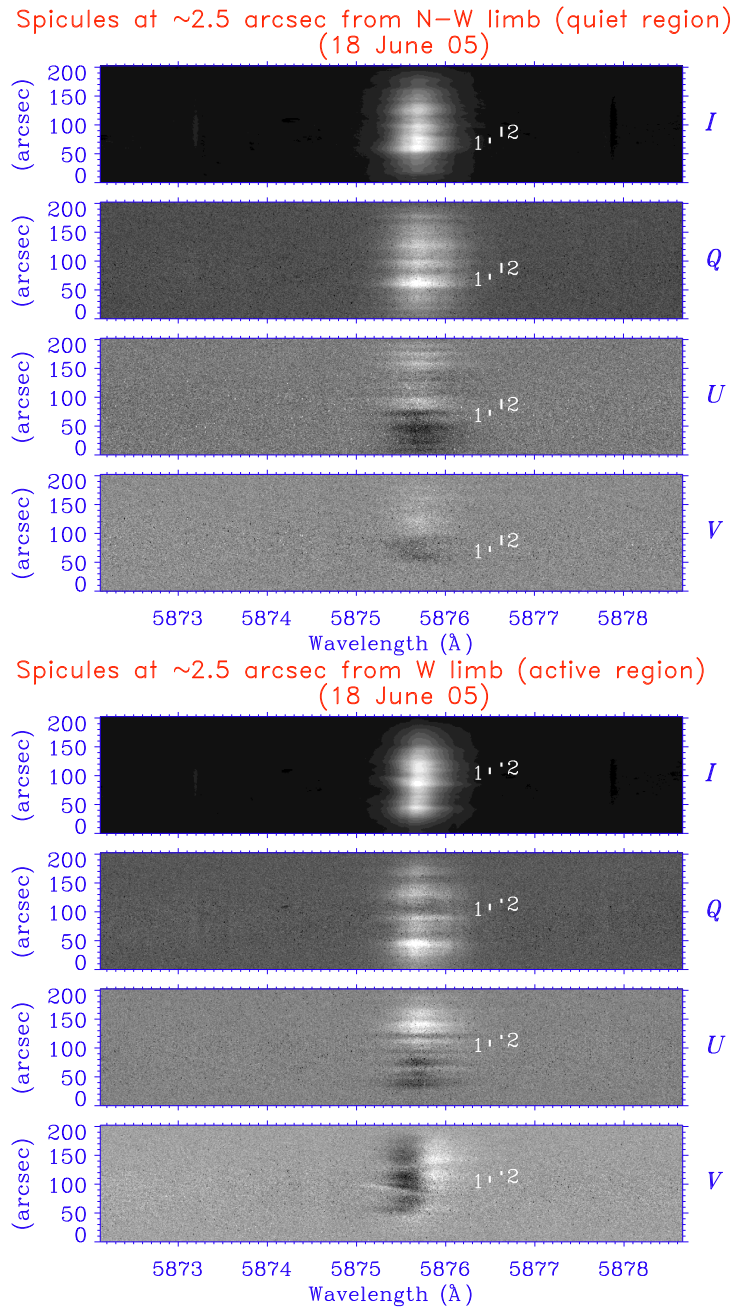 Spicules at ~2.5 arcsec from N-W limb (quiet region)
(18 June 05)
200
150
100
50
0
(arcsec)
1 2
I
200
150
100
50
0
(arcsec)
1 2
Q
200
150
100
50
0
(arcsec)
1 2
U
200
150
100
50
0
(arcsec)
1 2
V
5873 5874 5875 5876 5877 5878
Wavelength (Å)
Spicules at ~2.5 arcsec from W limb (active region)
(18 June 05)
200
150
100
50
0
(arcsec)
1 2
I
200
150
100
50
0
(arcsec)
1 2
Q
200
150
100
50
0
(arcsec)
1 2
U
200
150
100
50
0
(arcsec)
1 2
V
5873 5874 5875 5876 5877 5878
Wavelength (Å)